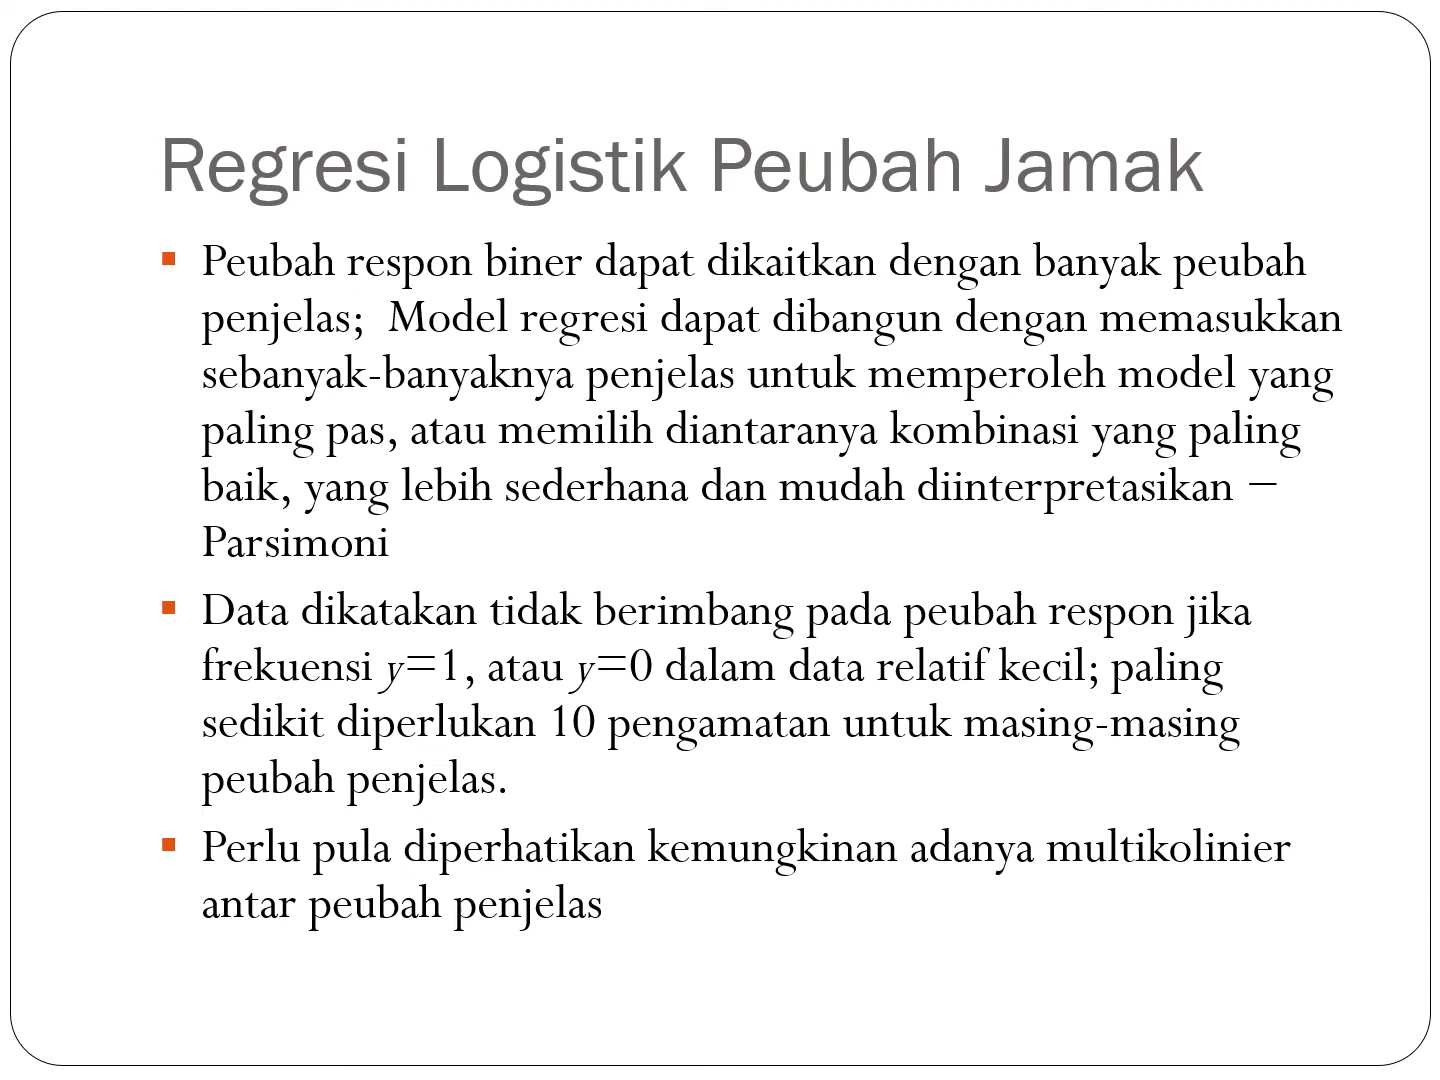 Regresi Logistik Peubah Jamak
▪ Peubah respon biner dapat dikaitkan dengan banyak peubah
penjelas;  Model regresi dapat dibangun dengan memasukkan
sebanyak-banyaknya penjelas untuk memperoleh model yang
paling pas, atau memilih diantaranya kombinasi yang paling
baik, yang lebih sederhana dan mudah diinterpretasikan –
Parsimoni
▪ Data dikatakan tidak berimbang pada peubah respon jika
frekuensi y=1, atau y=0 dalam data relatif kecil; paling
sedikit diperlukan 10 pengamatan untuk masing-masing
peubah penjelas.
▪ Perlu pula diperhatikan kemungkinan adanya multikolinier
antar peubah penjelas